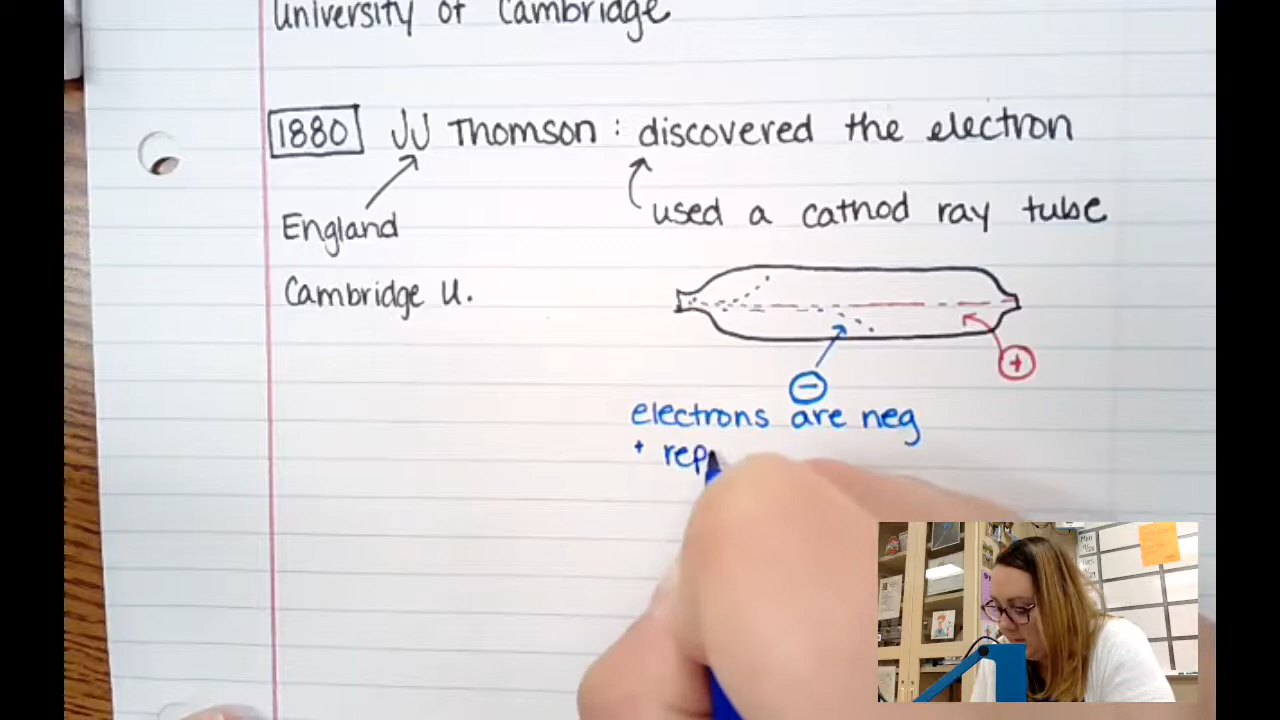 University of Cambridge
1880 JJ Thomson : discovered the electron
used a cathod ray tube
England
Cambridge U.
+
−
electrons are neg
+ rep